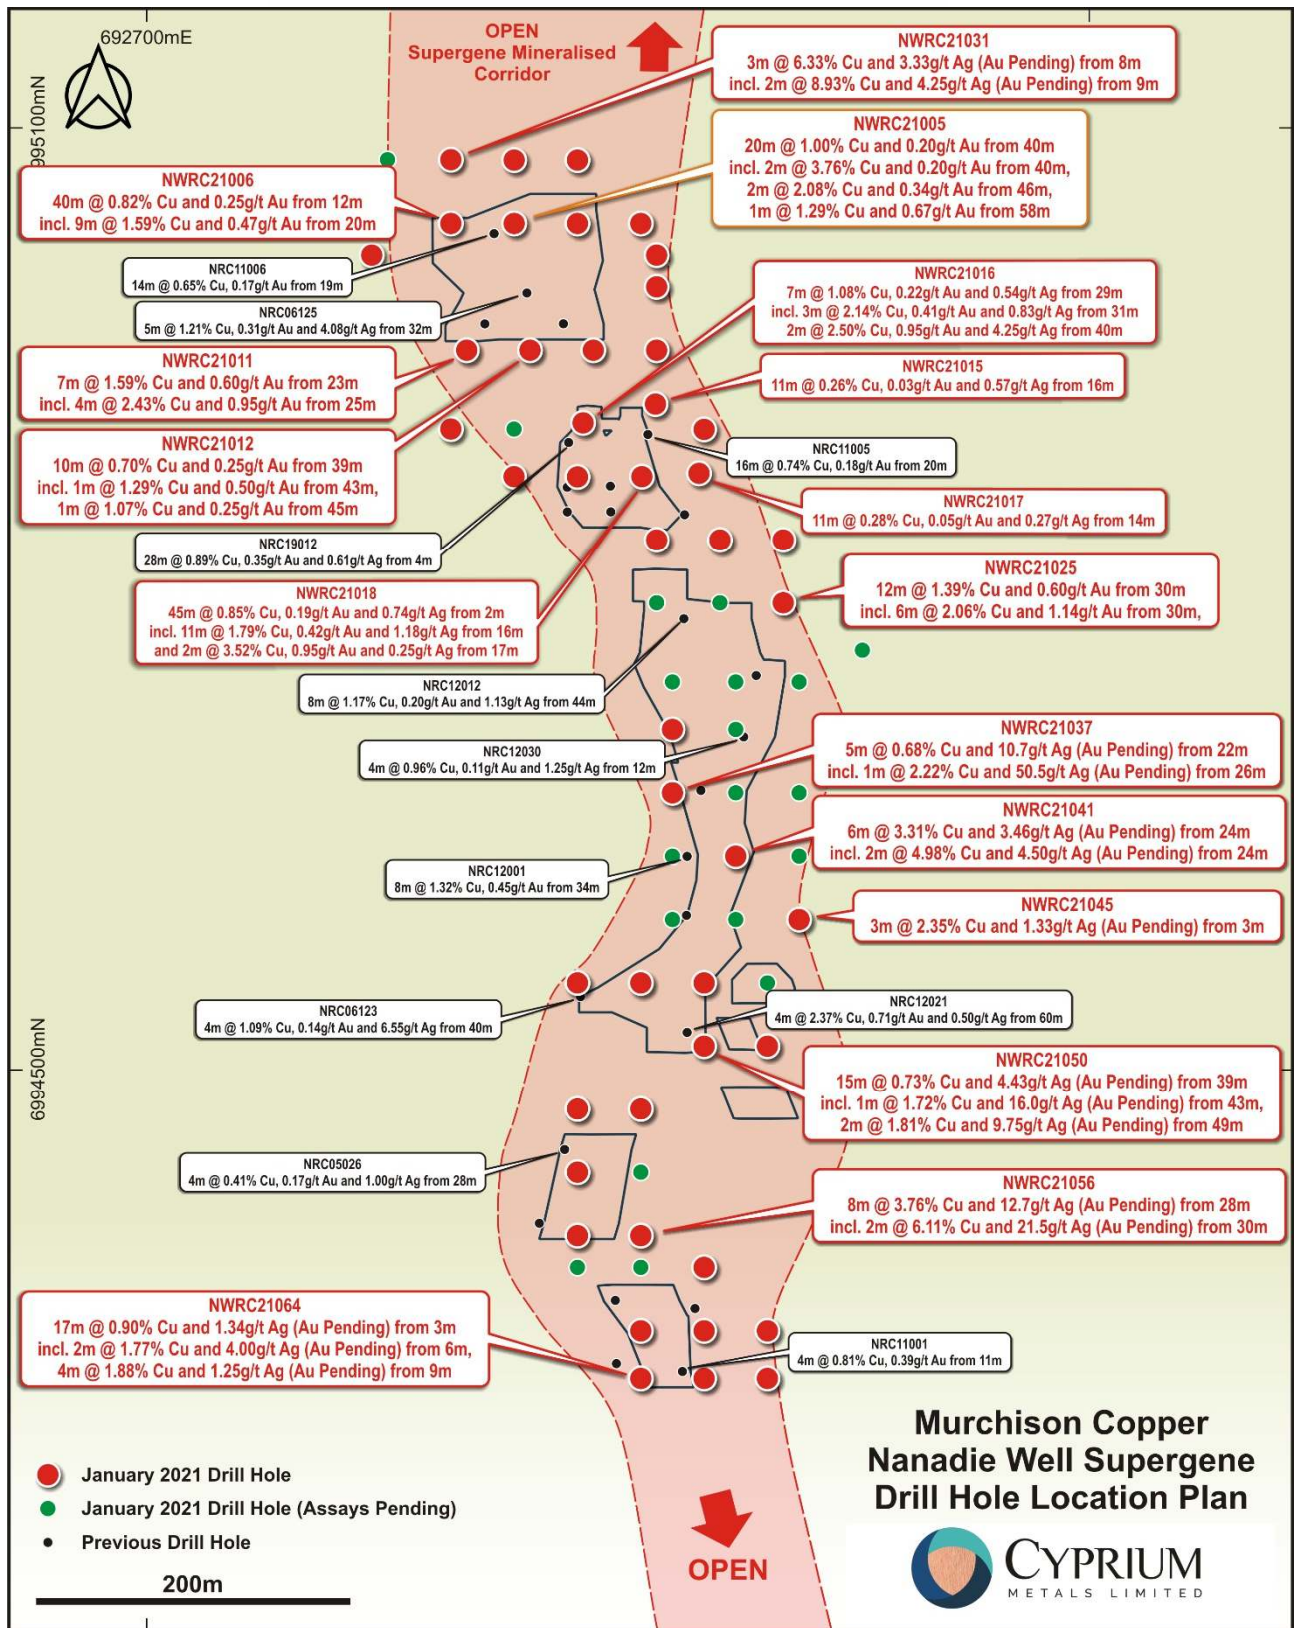 692700mE
OPEN
Supergene Mineralised
Corridor
NWRC21031
3m @ 6.33% Cu and 3.33g/t Ag (Au Pending) from 8m
incl. 2m @ 8.93% Cu and 4.25g/t Ag (Au Pending) from 9m
995100mN
NWRC21005
20m @ 1.00% Cu and 0.20g/t Au from 40m
incl. 2m @ 3.76% Cu and 0.20g/t Au from 40m,
2m @ 2.08% Cu and 0.34g/t Au from 46m,
1m @ 1.29% Cu and 0.67g/t Au from 58m
NWRC21006
40m @ 0.82% Cu and 0.25g/t Au from 12m
incl. 9m @ 1.59% Cu and 0.47g/t Au from 20m
NRC11006
14m @ 0.65% Cu, 0.17g/t Au from 19m
NRC06125
5m @ 1.21% Cu, 0.31g/t Au and 4.08g/t Ag from 32m
NWRC21016
7m @ 1.08% Cu, 0.22g/t Au and 0.54g/t Ag from 29m
incl. 3m @ 2.14% Cu, 0.41g/t Au and 0.83g/t Ag from 31m
2m @ 2.50% Cu, 0.95g/t Au and 4.25g/t Ag from 40m
NWRC21011
7m @ 1.59% Cu and 0.60g/t Au from 23m
incl. 4m @ 2.43% Cu and 0.95g/t Au from 25m
NWRC21015
11m @ 0.26% Cu, 0.03g/t Au and 0.57g/t Ag from 16m
NWRC21012
10m @ 0.70% Cu and 0.25g/t Au from 39m
incl. 1m @ 1.29% Cu and 0.50g/t Au from 43m,
1m @ 1.07% Cu and 0.25g/t Au from 45m
NRC11005
16m @ 0.74% Cu, 0.18g/t Au from 20m
NWRC21017
11m @ 0.28% Cu, 0.05g/t Au and 0.27g/t Ag from 14m
NRC19012
28m @ 0.89% Cu, 0.35g/t Au and 0.61g/t Ag from 4m
NWRC21025
12m @ 1.39% Cu and 0.60g/t Au from 30m
incl. 6m @ 2.06% Cu and 1.14g/t Au from 30m,
NWRC21018
45m @ 0.85% Cu, 0.19g/t Au and 0.74g/t Ag from 2m
incl. 11m @ 1.79% Cu, 0.42g/t Au and 1.18g/t Ag from 16m
and 2m @ 3.52% Cu, 0.95g/t Au and 0.25g/t Ag from 17m
NRC12012
8m @ 1.17% Cu, 0.20g/t Au and 1.13g/t Ag from 44m
NRC12030
4m @ 0.96% Cu, 0.11g/t Au and 1.25g/t Ag from 12m
NWRC21037
5m @ 0.68% Cu and 10.7g/t Ag (Au Pending) from 22m
incl. 1m @ 2.22% Cu and 50.5g/t Ag (Au Pending) from 26m
NWRC21041
6m @ 3.31% Cu and 3.46g/t Ag (Au Pending) from 24m
incl. 2m @ 4.98% Cu and 4.50g/t Ag (Au Pending) from 24m
NRC12001
8m @ 1.32% Cu, 0.45g/t Au from 34m
NWRC21045
3m @ 2.35% Cu and 1.33g/t Ag (Au Pending) from 3m
NRC06123
4m @ 1.09% Cu, 0.14g/t Au and 6.55g/t Ag from 40m
NRC12021
4m @ 2.37% Cu, 0.71g/t Au and 0.50g/t Ag from 60m
6994500mN
NWRC21050
15m @ 0.73% Cu and 4.43g/t Ag (Au Pending) from 39m
incl. 1m @ 1.72% Cu and 16.0g/t Ag (Au Pending) from 43m,
2m @ 1.81% Cu and 9.75g/t Ag (Au Pending) from 49m
NRC05026
4m @ 0.41% Cu, 0.17g/t Au and 1.00g/t Ag from 28m
NWRC21056
8m @ 3.76% Cu and 12.7g/t Ag (Au Pending) from 28m
incl. 2m @ 6.11% Cu and 21.5g/t Ag (Au Pending) from 30m
NWRC21064
17m @ 0.90% Cu and 1.34g/t Ag (Au Pending) from 3m
incl. 2m @ 1.77% Cu and 4.00g/t Ag (Au Pending) from 6m,
4m @ 1.88% Cu and 1.25g/t Ag (Au Pending) from 9m
NRC11001
4m @ 0.81% Cu, 0.39g/t Au from 11m
Murchison Copper
Nanadie Well Supergene
Drill Hole Location Plan
January 2021 Drill Hole
January 2021 Drill Hole (Assays Pending)
Previous Drill Hole
200m
OPEN
CYPRIUM
METALS LIMITED